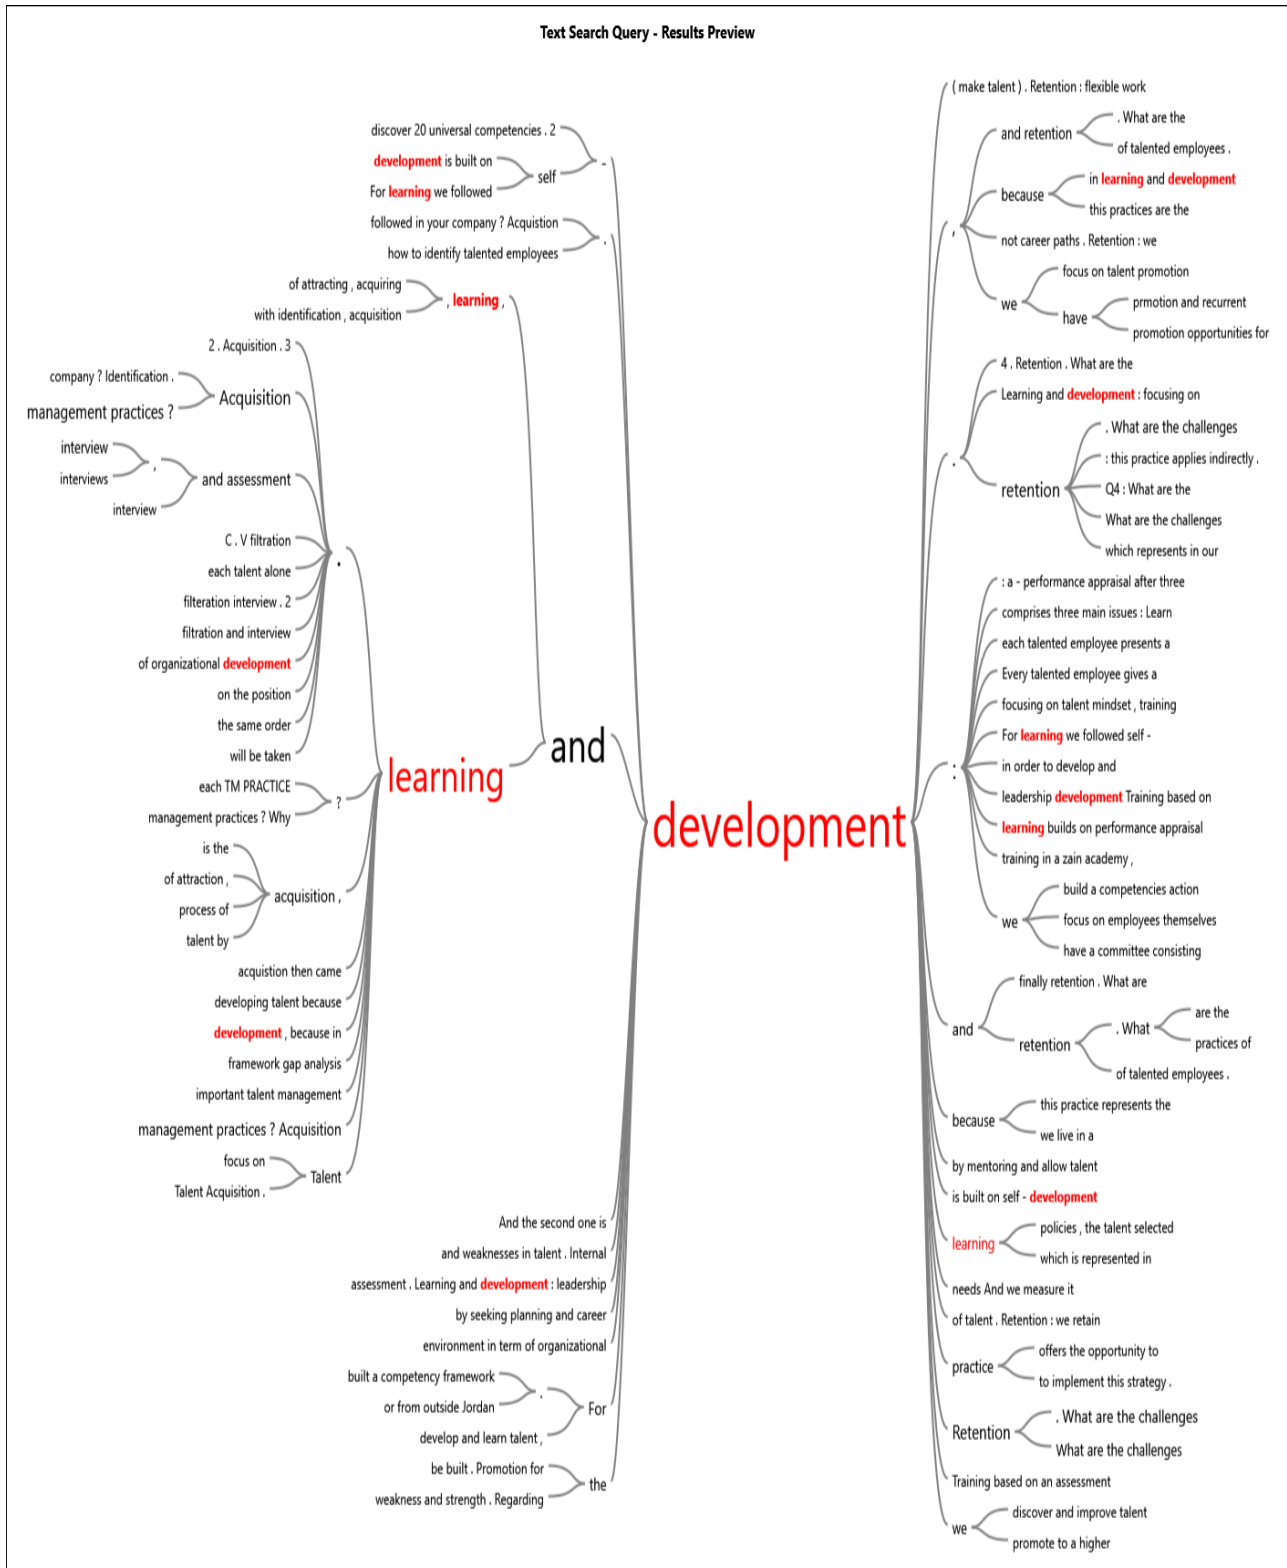 Text Search Query - Results Preview
discover 20 universal competencies . 2
-
development is built on
self
For learning we followed
followed in your company ? Acquistion
.
how to identify talented employees
of attracting , acquiring
, learning ,
with identification , acquisition
2 . Acquisition . 3
company ? Identification .
Acquisition
management practices ?
interview
,
interviews
and assessment
interview
C . V filtration
.
each talent alone
filteration interview . 2
filtration and interview
of organizational development
on the position
the same order
will be taken
and
learning
each TM PRACTICE
?
management practices ? Why
is the
of attraction ,
acquisition ,
process of
talent by
acquistion then came
developing talent because
development , because in
framework gap analysis
important talent management
management practices ? Acquisition
focus on
Talent
Talent Acquisition .
And the second one is
and weaknesses in talent . Internal
assessment . Learning and development : leadership
by seeking planning and career
environment in term of organizational
built a competency framework
.
or from outside Jordan
For
develop and learn talent ,
be built . Promotion for
the
weakness and strength . Regarding
development
( make talent ) . Retention : flexible work
,
and retention
. What are the
of talented employees .
because
in learning and development
this practices are the
not career paths . Retention : we
we
focus on talent promotion
have
prmotion and recurrent
promotion opportunities for
.
4 . Retention . What are the
Learning and development : focusing on
retention
. What are the challenges
: this practice applies indirectly .
Q4 : What are the
What are the challenges
which represents in our
:
: a - performance appraisal after three
comprises three main issues : Learn
each talented employee presents a
Every talented employee gives a
focusing on talent mindset , training
For learning we followed self -
in order to develop and
leadership development Training based on
learning builds on performance appraisal
training in a zain academy ,
we
build a competencies action
focus on employees themselves
have a committee consisting
and
finally retention . What are
retention
. What
are the
practices of
of talented employees .
because
this practice represents the
we live in a
by mentoring and allow talent
is built on self - development
learning
policies , the talent selected
which is represented in
needs And we measure it
of talent . Retention : we retain
practice
offers the opportunity to
to implement this strategy .
Retention
. What are the challenges
What are the challenges
Training based on an assessment
we
discover and improve talent
promote to a higher